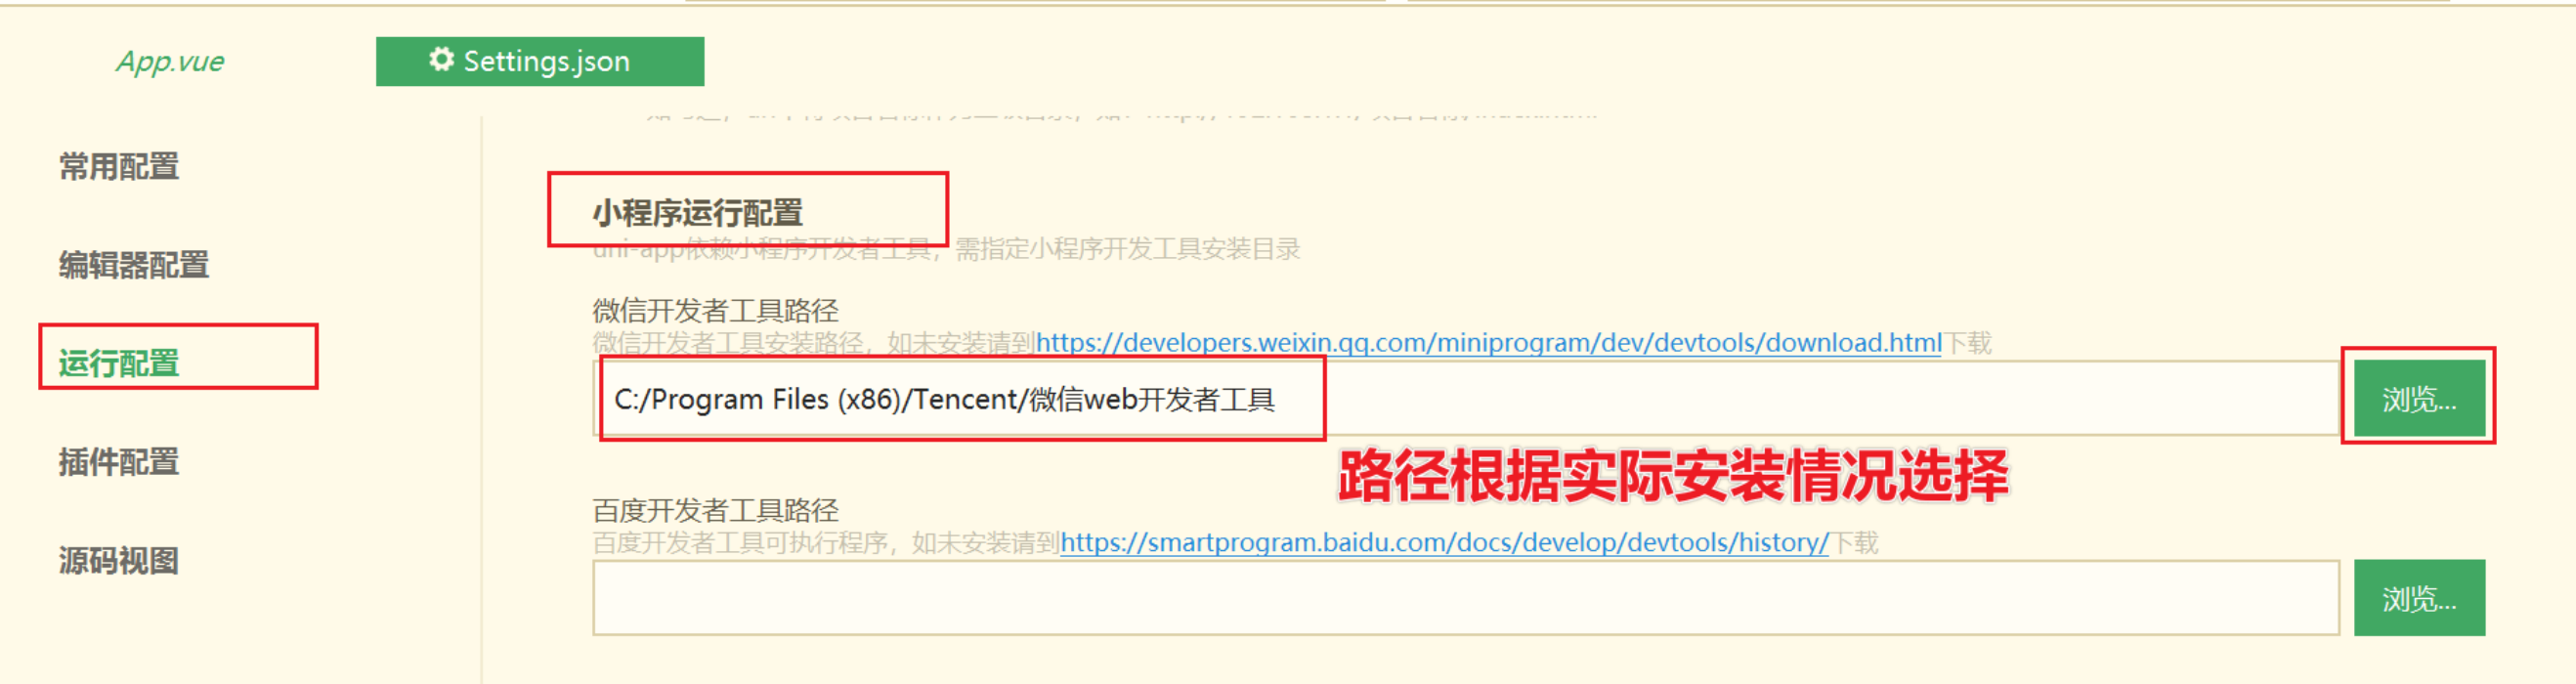 App.vue
Settings.json
常用配置
编辑器配置
运行配置
插件配置
源码视图
小程序运行配置
uni-app依赖小程序开发者工具，需指定小程序开发工具安装目录
微信开发者工具路径
微信开发者工具安装路径，如未安装请到https://developers.weixin.qq.com/miniprogram/dev/devtools/download.html下载
C:/Program Files (x86)/Tencent/微信web开发者工具
浏览...
路径根据实际安装情况选择
百度开发者工具路径
百度开发者工具可执行程序，如未安装请到https://smartprogram.baidu.com/docs/develop/devtools/history/下载
浏览...